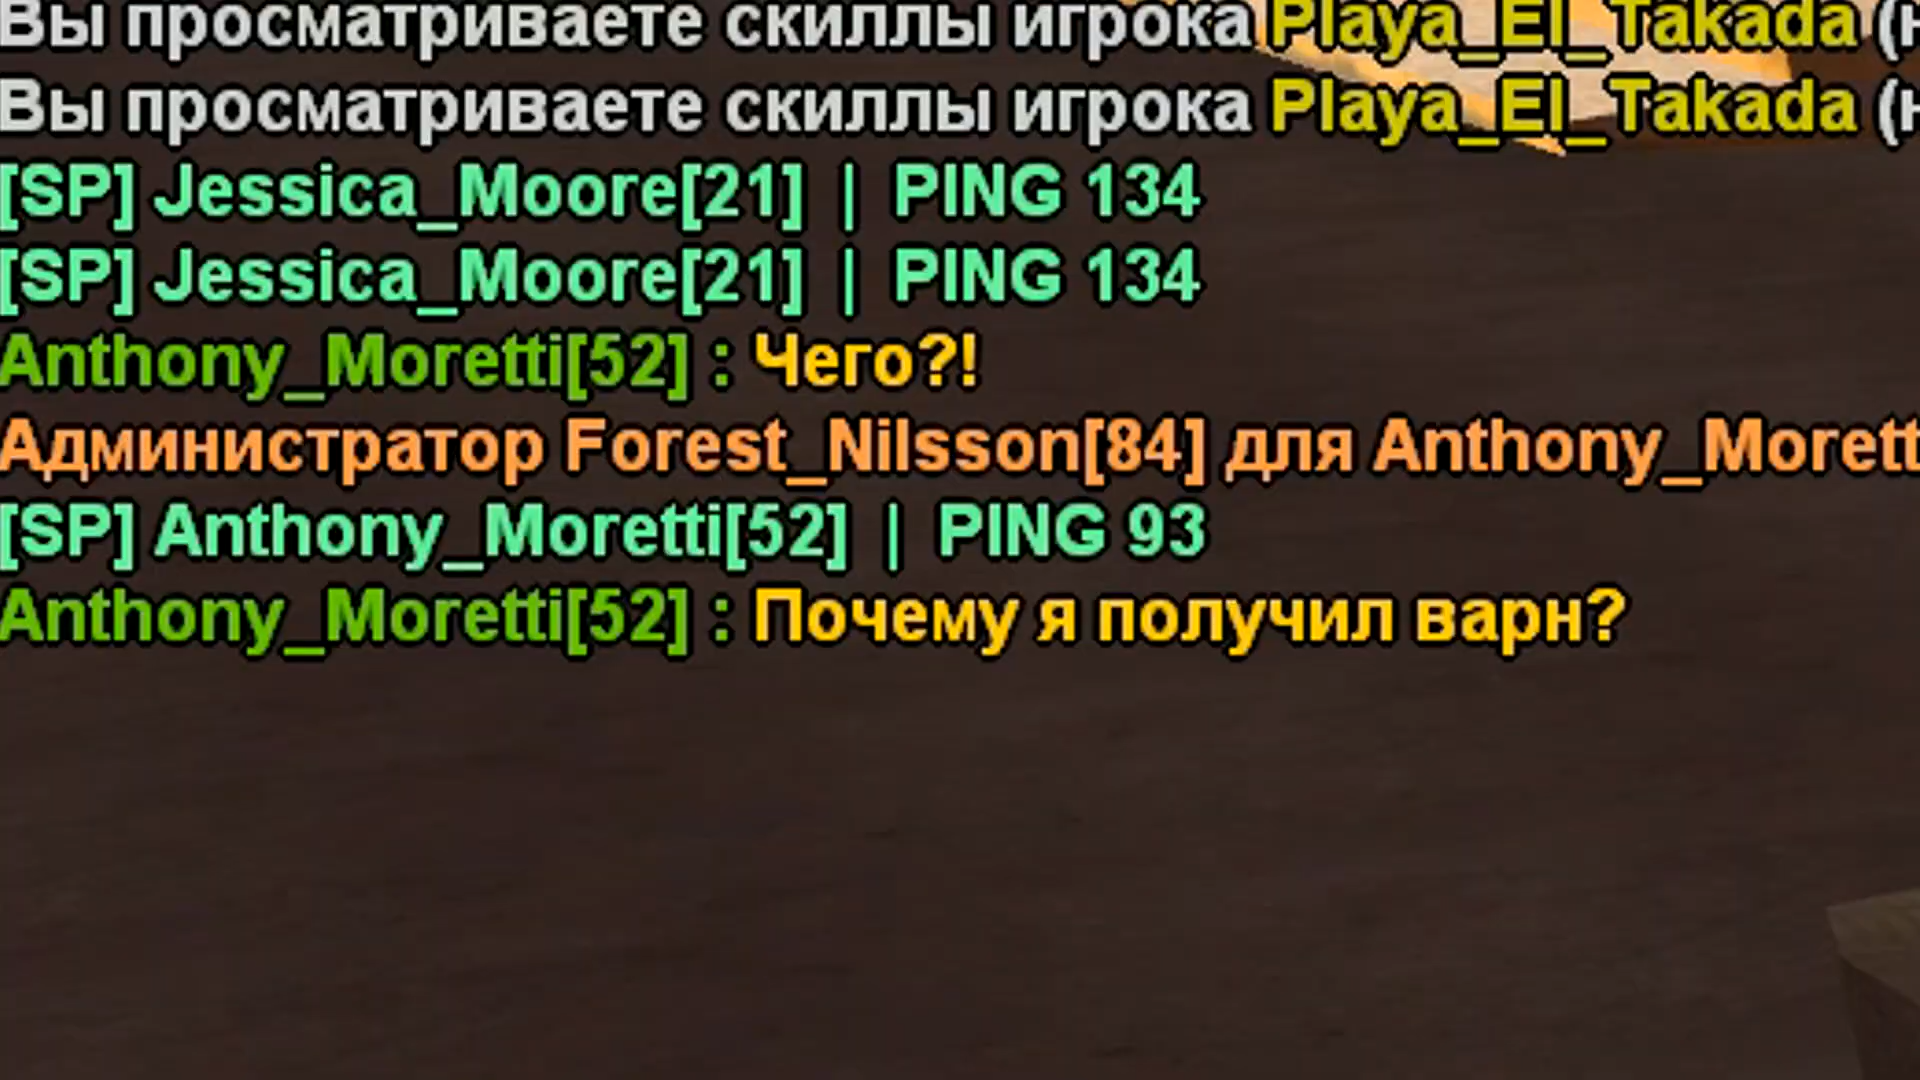 Вы просматриваете скиллы игрока Playa_El_Takada (н
Вы просматриваете скиллы игрока Playa_El_Takada (н
[SP] Jessica_Moore[21] | PING 134
[SP] Jessica_Moore[21] | PING 134
Anthony_Moretti[52] : Чего?!
Администратор Forest_Nilsson[84] для Anthony_Morett
[SP] Anthony_Moretti[52] | PING 93
Anthony_Moretti[52] : Почему я получил варн?